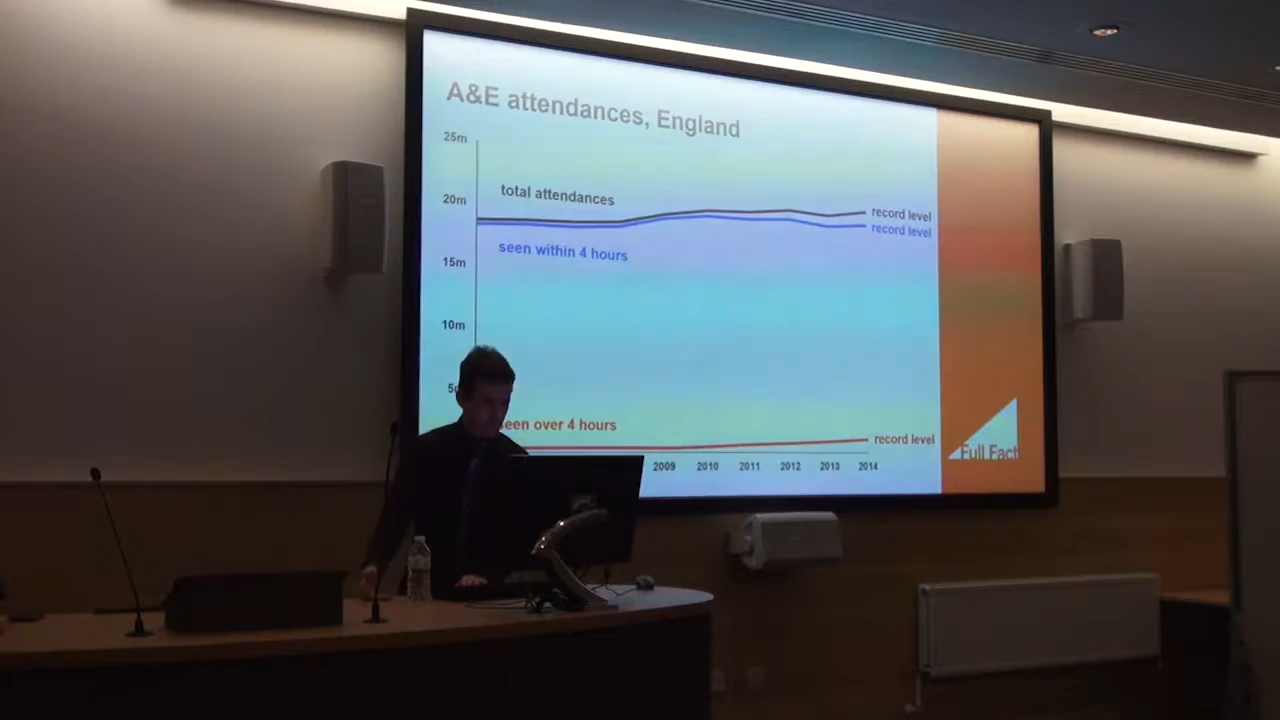 A&E attendances, England
25m
total attendances
20m
record level
record level
seen within 4 hours
15m
10m
over 4 hours
record level
2009 2010 2011 2012 2013 2014
Full Fact